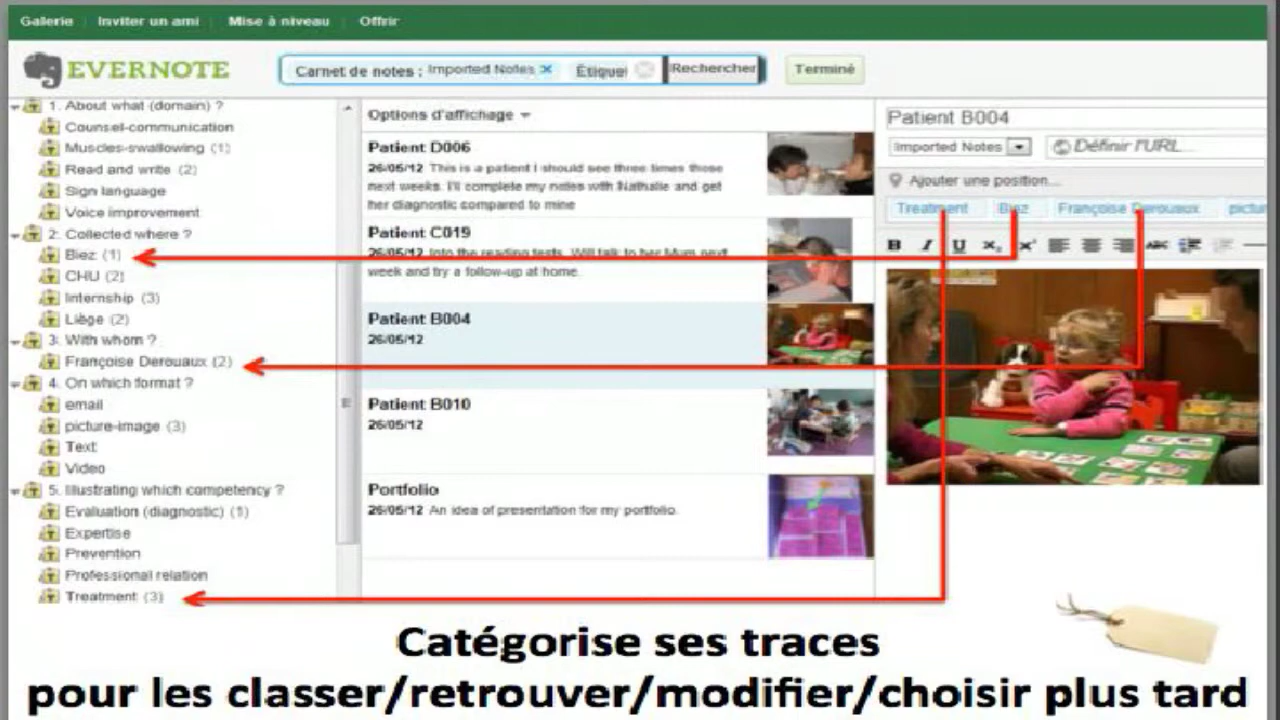 Gallerie Inviter un ami Mise à niveau Offrir
EVERNOTE
Carnet de notes : Imported Notes × Étiquet Rechercher Terminé
1. About what (domain) ?
Counsel-communication
Muscles-swallowing (1)
Read and write (2)
Sign language
Voice improvement
2. Collected where ?
Biez (1)
CHU (2)
Internship (3)
Liège (2)
3. With whom ?
Françoise Derouaux (2)
4. On which format ?
email
picture-image (3)
Text
Video
5. Illustrating which competency ?
Evaluation (diagnostic) (1)
Expertise
Prevention
Professional relation
Treatment (3)
Options d'affichage
Patient D006
26/05/12 This is a patient I should see three times those
next weeks. I'll complete my notes with Nathalie and get
her diagnostic compared to mine
Patient C019
26/05/12 Into the reading tests. Will talk to her Mum next
week and try a follow-up at home.
Patient B004
26/05/12
Patient B010
26/05/12
Portfolio
26/05/12 An idea of presentation for my portfolio.
Patient B004
Imported Notes Définir l'URL...
Ajouter une position...
Treatment Biez Françoise Derouaux pictur
B I U X₂ X² ABC
Catégorise ses traces
pour les classer/retrouver/modifier/choisir plus tard